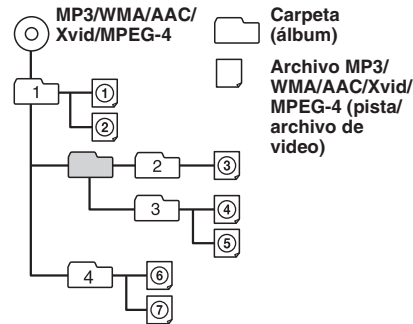 MP3/WMA/AAC/
Xvid/MPEG-4
Carpeta
(álbum)
Archivo MP3/
WMA/AAC/Xvid/
MPEG-4 (pista/
archivo de
video)
1
①
②
2
③
3
④
⑤
4
⑥
⑦